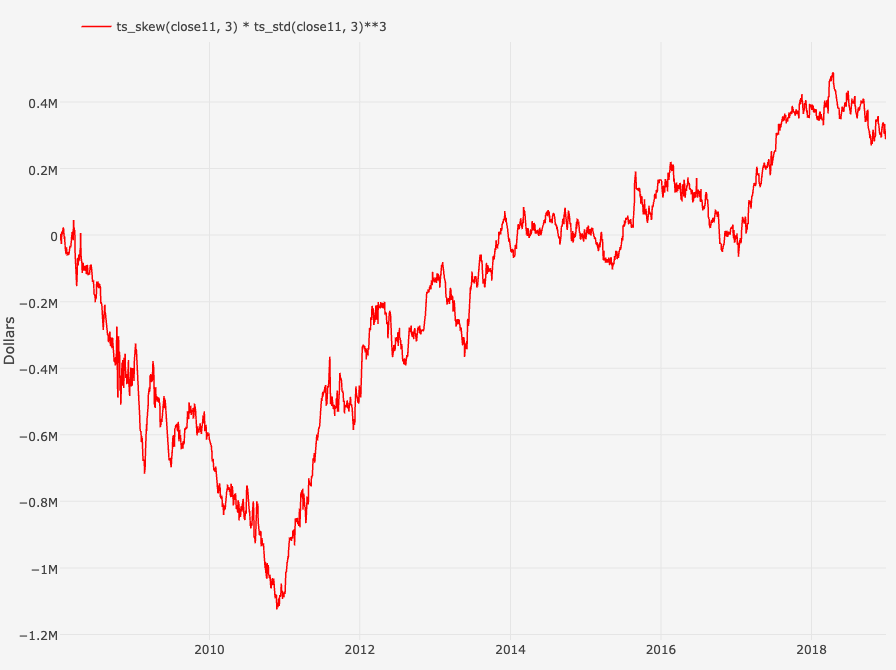 ts_skew(close11, 3) * ts_std(close11, 3)**3
0.4M
0.2M
0
−0.2M
−0.4M
−0.6M
−0.8M
−1M
−1.2M
Dollars
2010
2012
2014
2016
2018